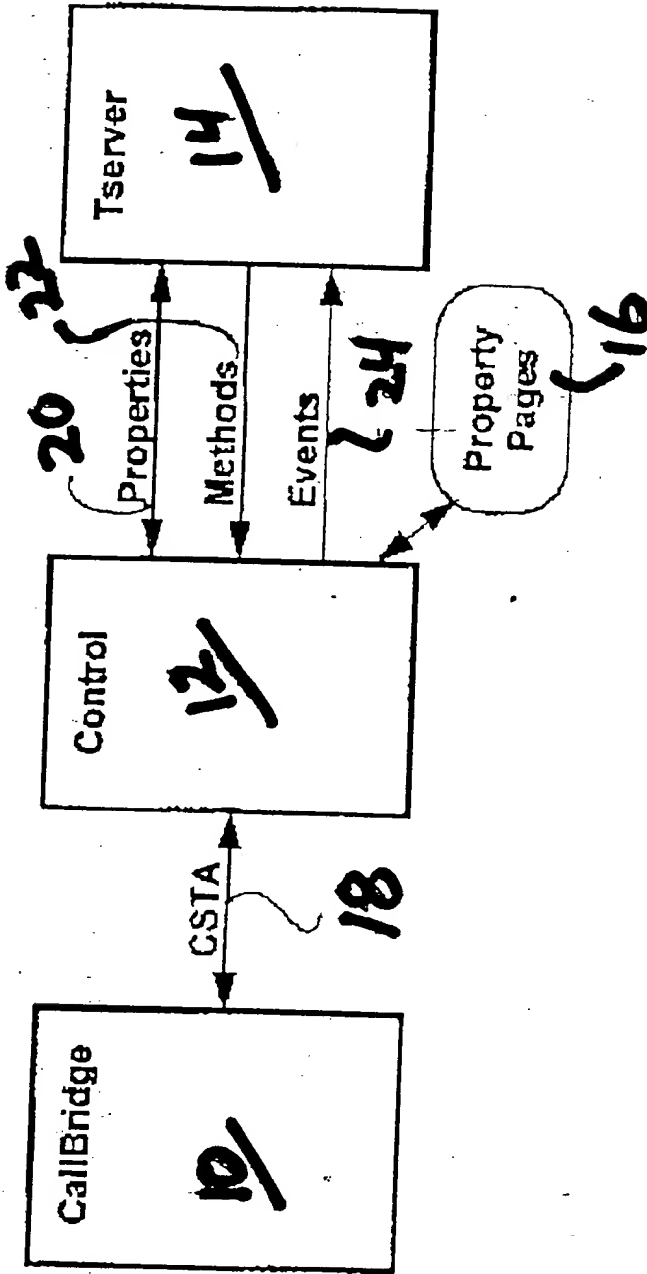 CallBridge
10
CSTA
18
Control
12
20
Properties
22
Methods
Events
24
Property
Pages
16
Tserver
14